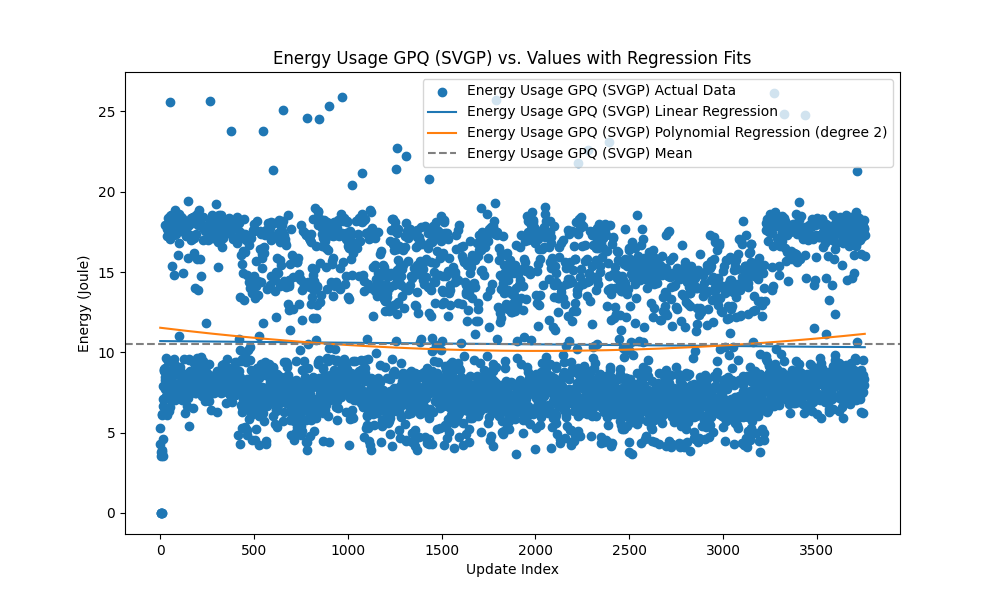 Energy Usage GPQ (SVGP) vs. Values with Regression Fits
Energy Usage GPQ (SVGP) Actual Data
Energy Usage GPQ (SVGP) Linear Regression
Energy Usage GPQ (SVGP) Polynomial Regression (degree 2)
Energy Usage GPQ (SVGP) Mean
Energy (Joule)
25
20
15
10
5
0
0 500 1000 1500 2000 2500 3000 3500
Update Index